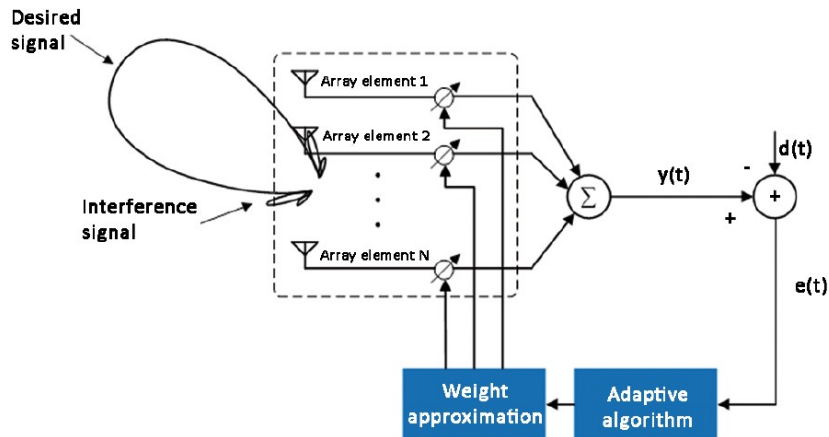 Desired
signal
Array element 1
Array element 2
Interference
signal
Array element N
Σ
y(t)
-
d(t)
+
+
e(t)
Weight
approximation
Adaptive
algorithm